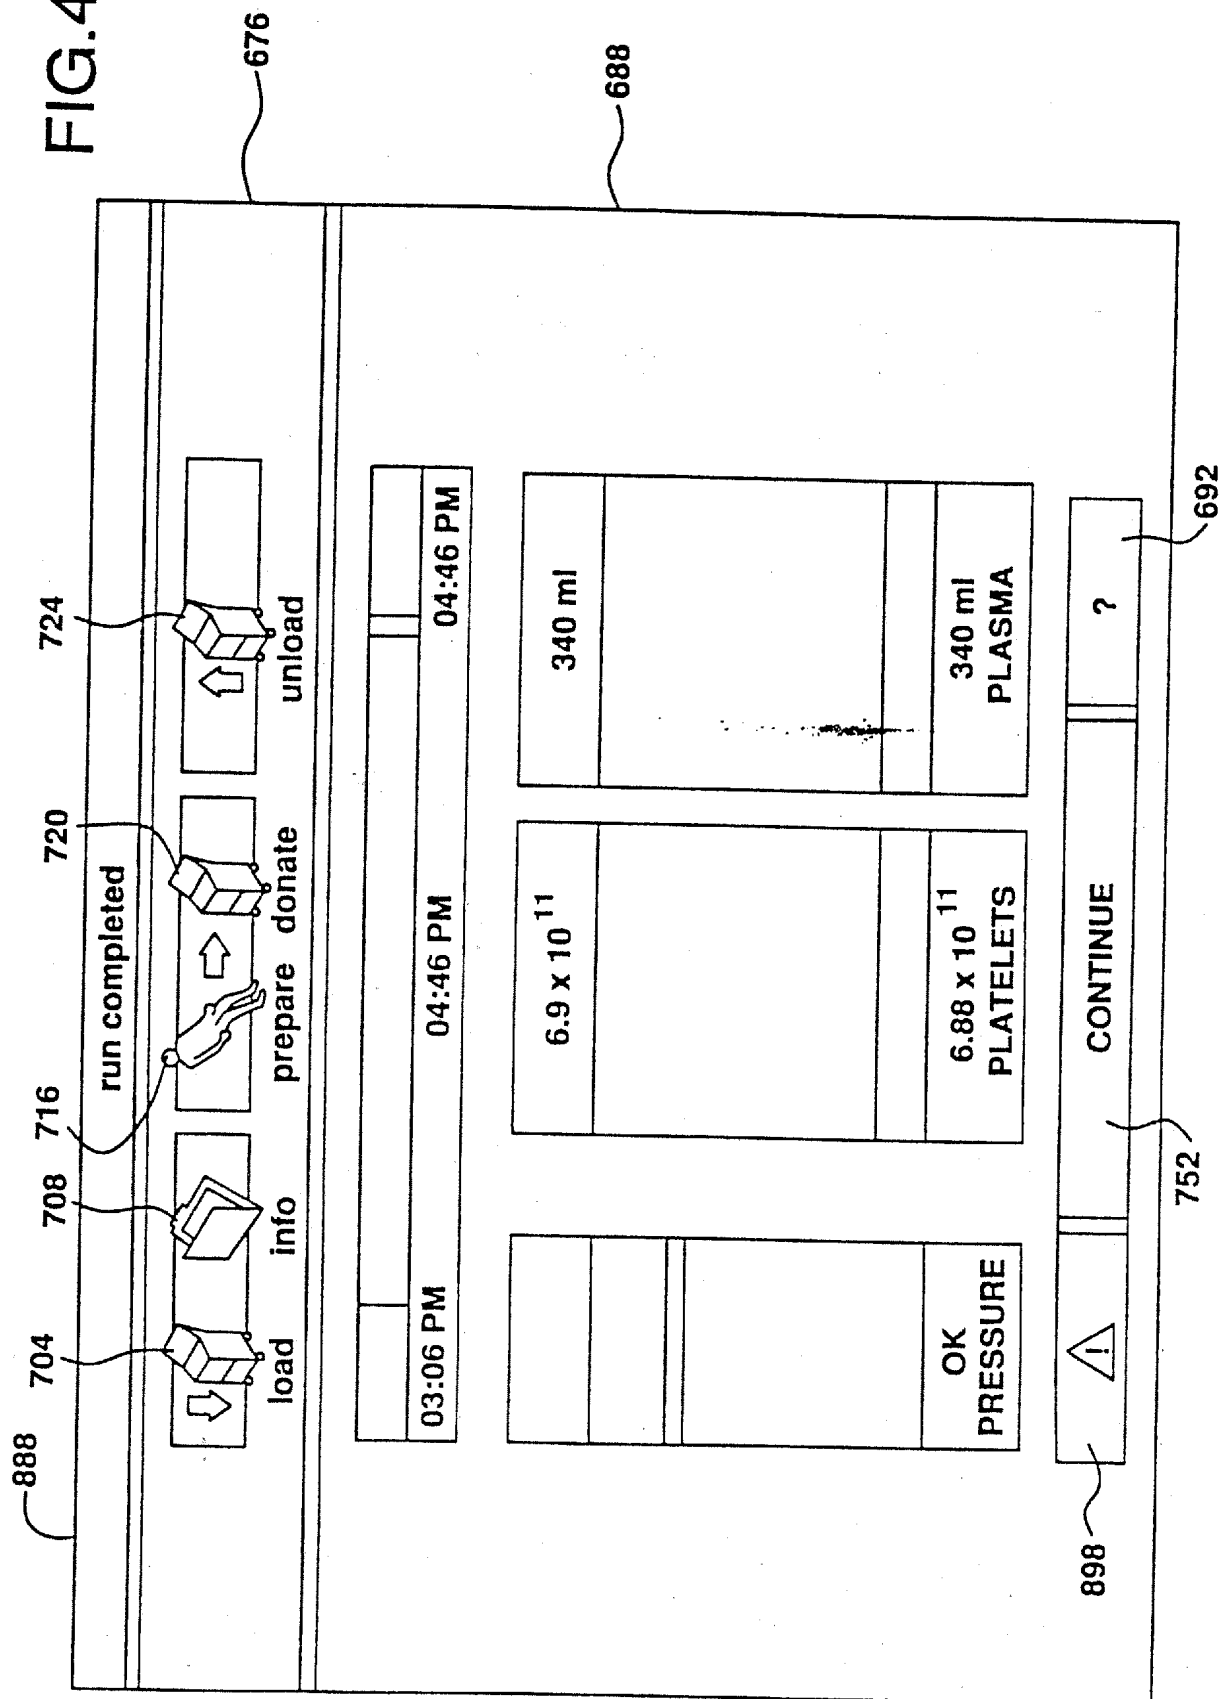 FIG.4
888
676
688
run completed
704
708
716
720
724
load
info
prepare
donate
unload
03:06 PM
04:46 PM
04:46 PM
6.9 x 10^11
340 ml
OK
PRESSURE
6.88 x 10^11
PLATELETS
340 ml
PLASMA
!
CONTINUE
?
898
752
692